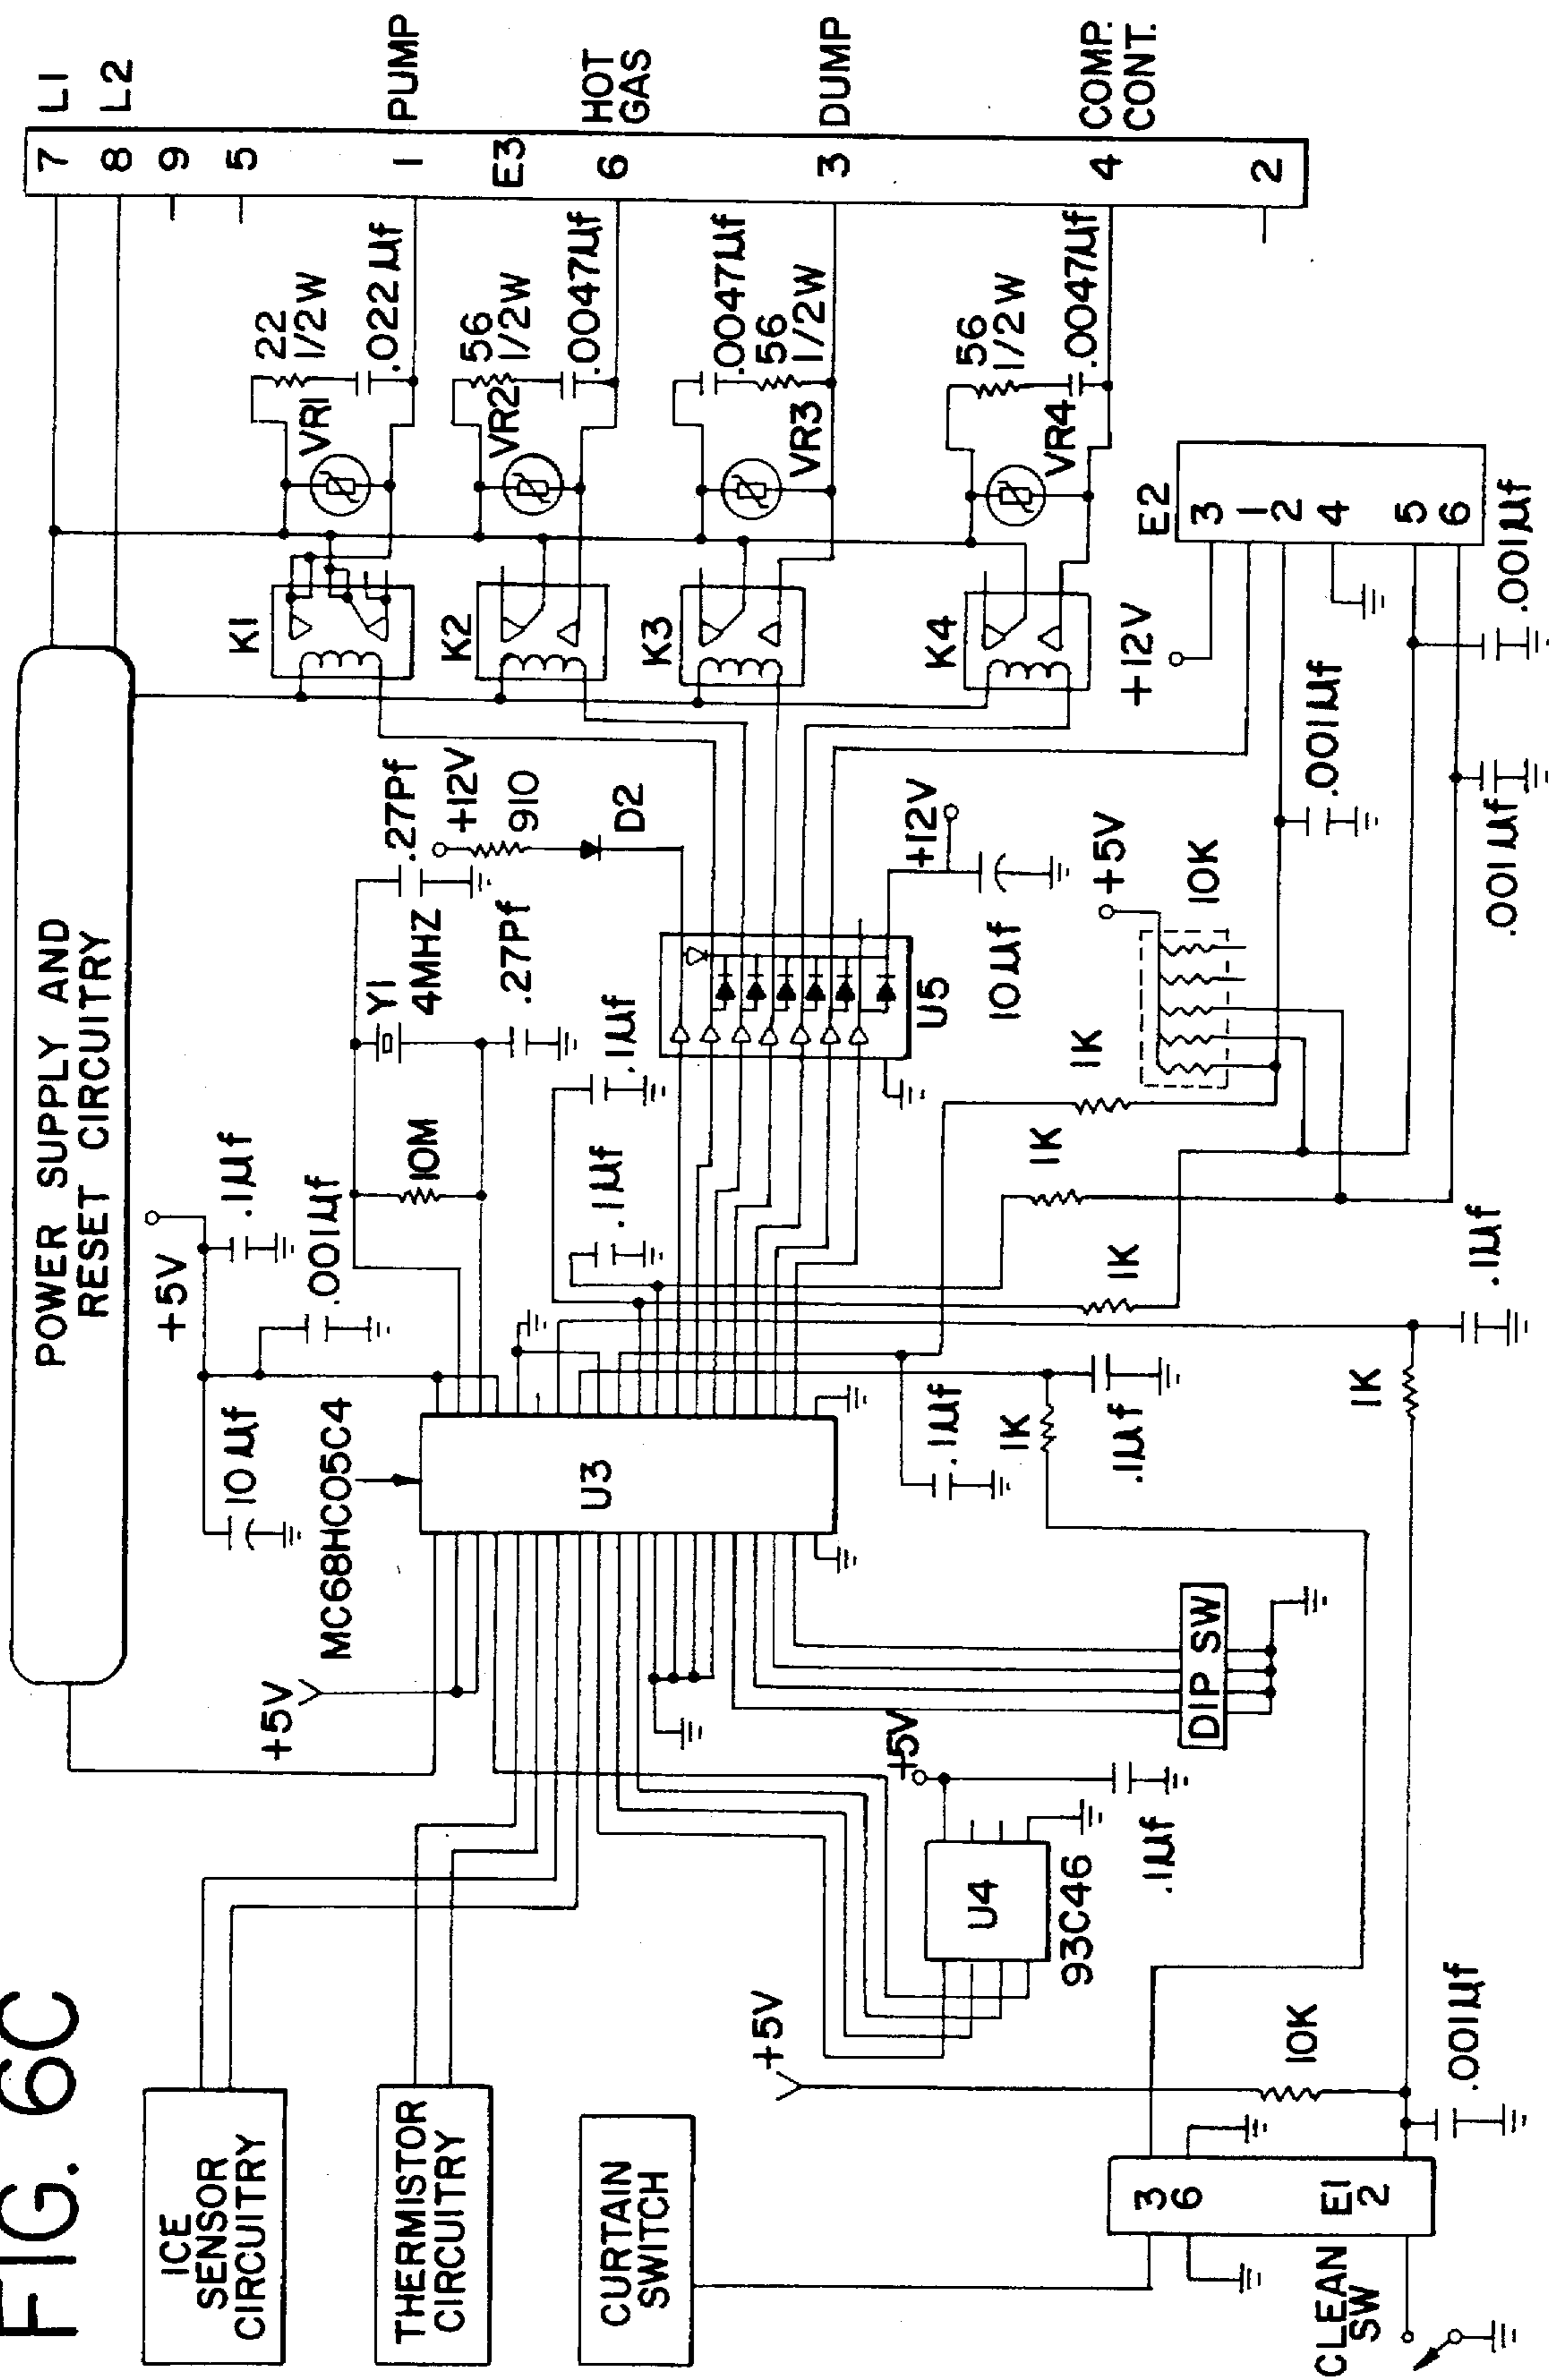 FIG. 6C
POWER SUPPLY AND
RESET CIRCUITRY
7 L1
8 L2
9
5
1 PUMP
E3
6 HOT
GAS
3 DUMP
4 COMP.
CONT.
2
22
1/2W
.022µf
VR1
56
1/2W
.0047µf
VR2
.0047µf
56
1/2W
VR3
56
1/2W
.0047µf
VR4
K1
K2
K3
K4
+12V
E2
3
1
2
4
5
6
.001µf
.001µf
.001µf
.27Pf
+12V
910
D2
Y1
4MHZ
.27Pf
10M
.1µf
.1µf
U5
+12V
10µf
+5V
10K
1K
1K
1K
+5V
.1µf
.001µf
10µf
MC68HC05C4
U3
+5V
.1µf
1K
.1µf
1K
.1µf
DIP SW
+5V
.1µf
U4
93C46
+5V
10K
.001µf
ICE
SENSOR
CIRCUITRY
THERMISTOR
CIRCUITRY
CURTAIN
SWITCH
3
6
E1
2
CLEAN
SW